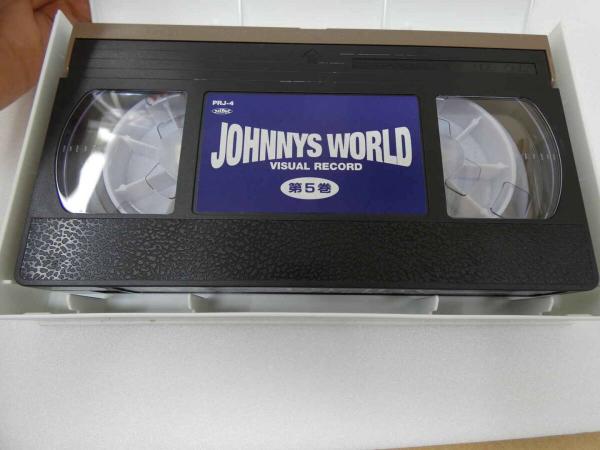 PRJ-4
JOHNNYS WORLD
VISUAL RECORD
第5巻